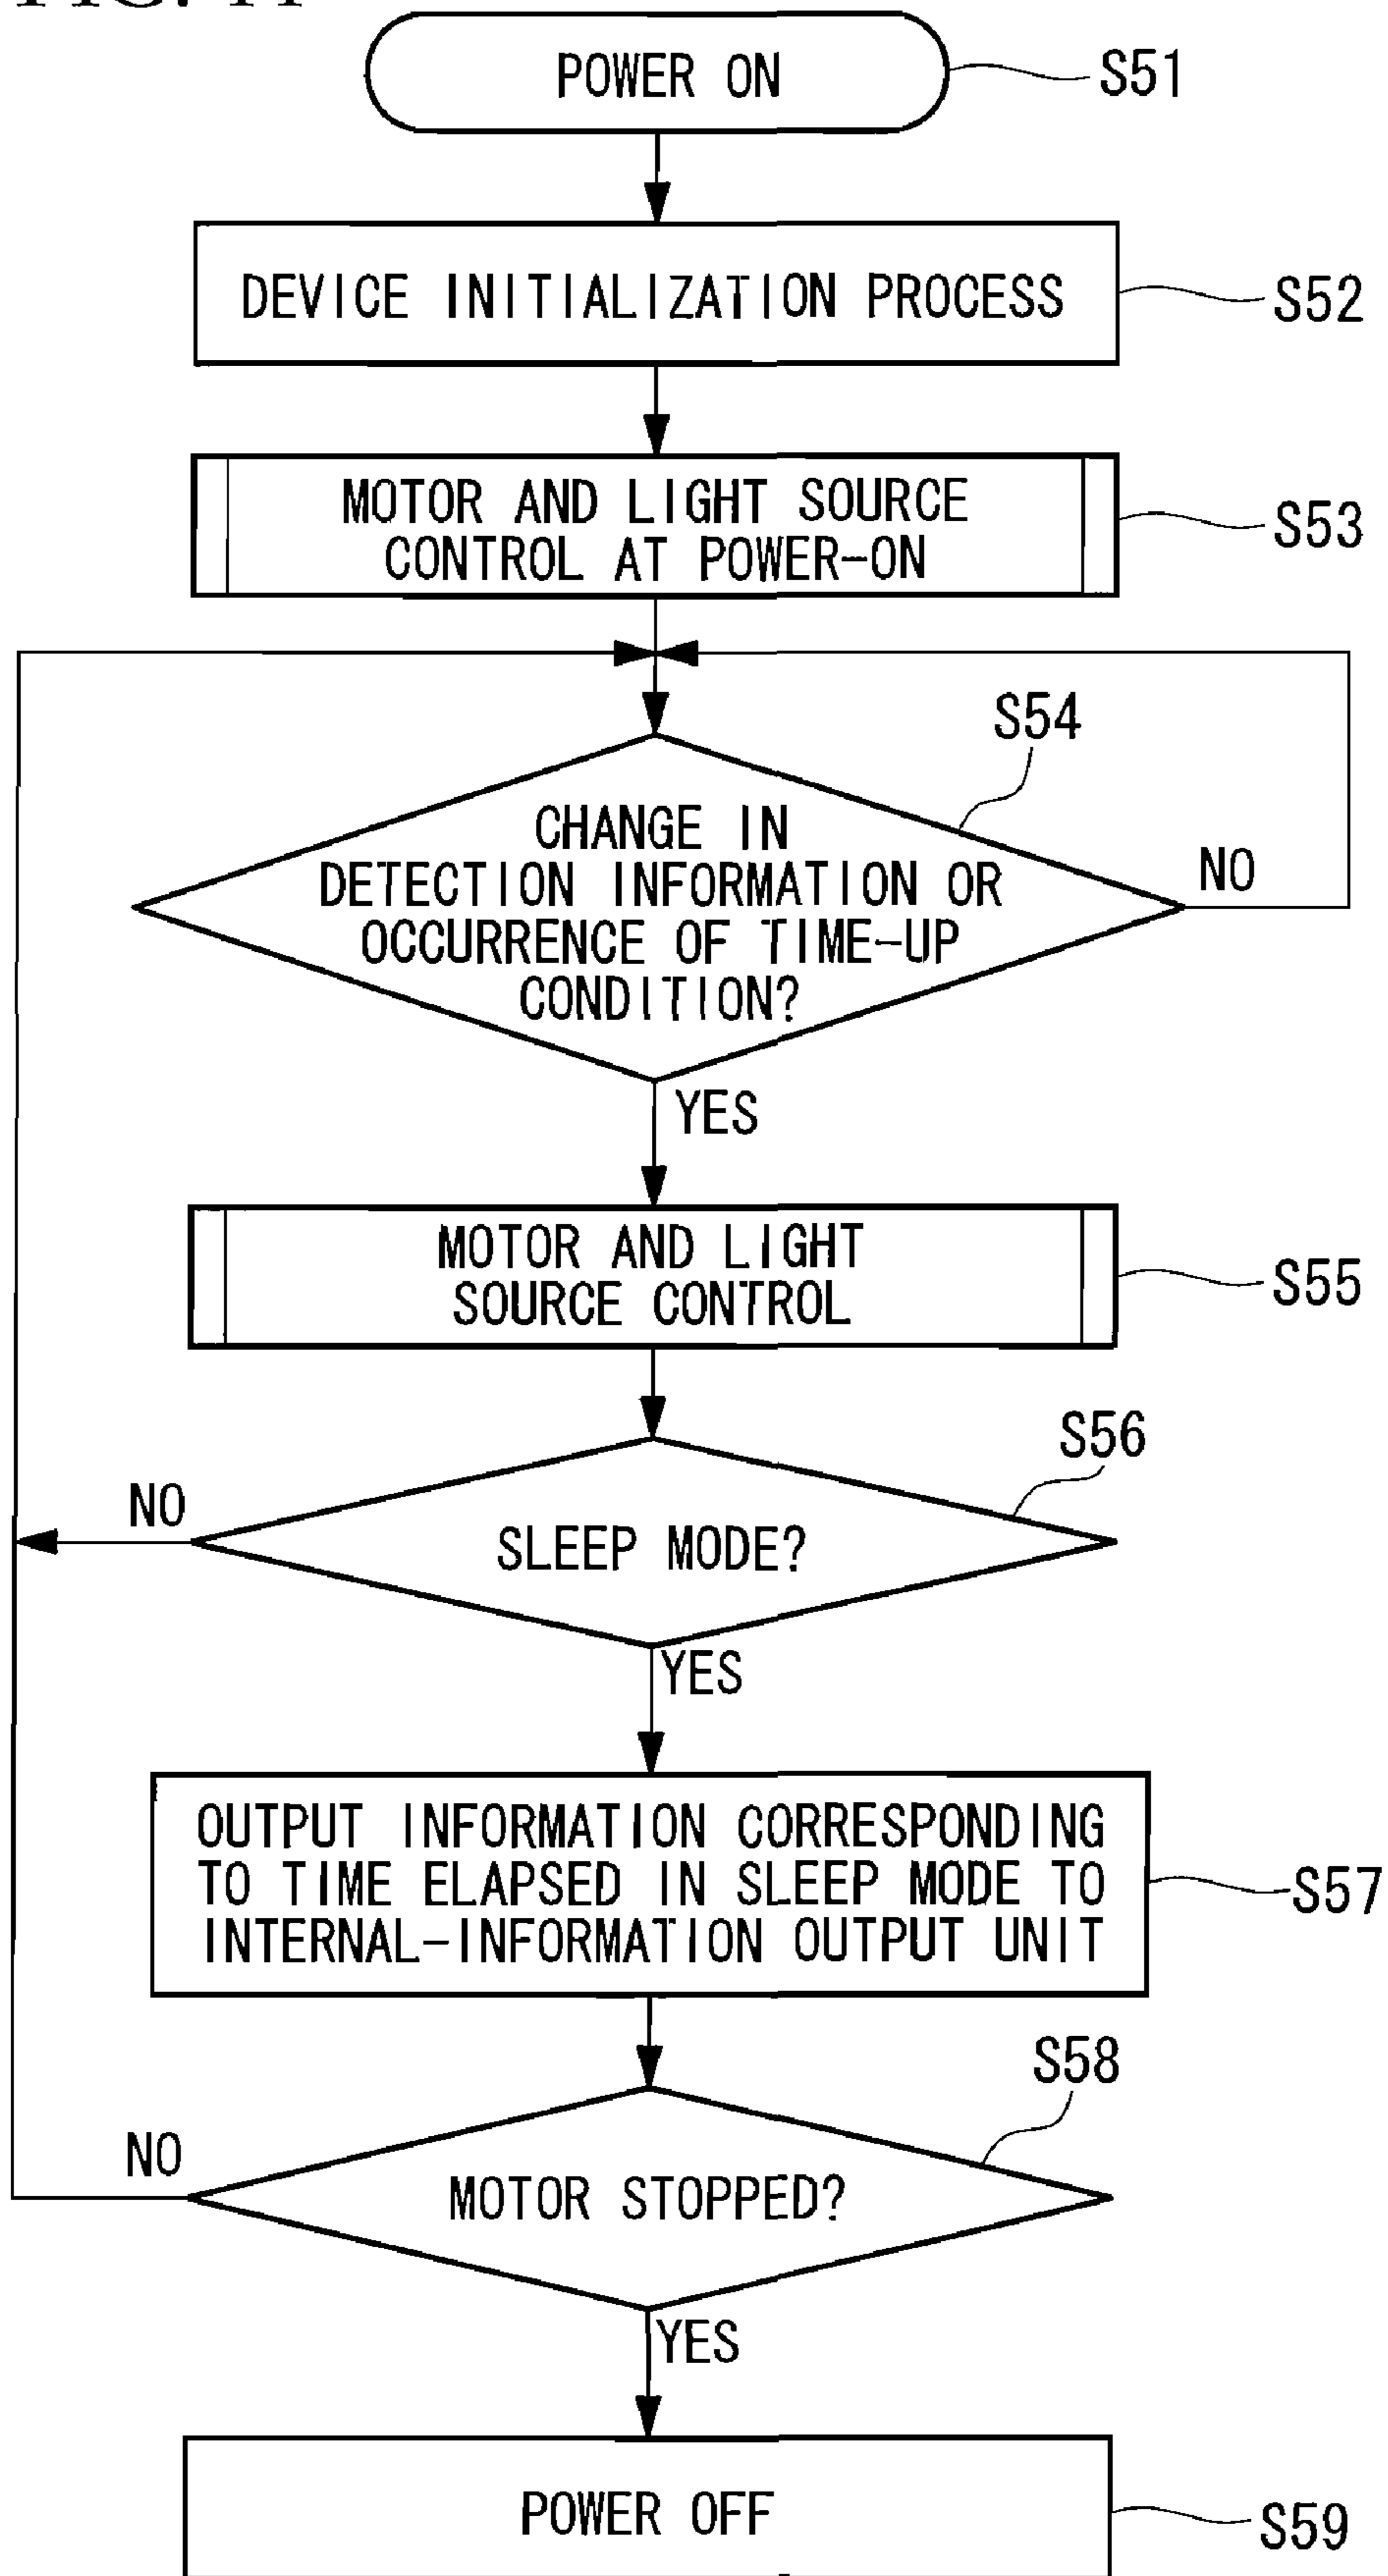 POWER ON
S51
DEVICE INITIALIZATION PROCESS
S52
MOTOR AND LIGHT SOURCE
CONTROL AT POWER-ON
S53
S54
CHANGE IN
DETECTION INFORMATION OR
OCCURRENCE OF TIME-UP
CONDITION?
NO
YES
MOTOR AND LIGHT
SOURCE CONTROL
S55
S56
NO
SLEEP MODE?
YES
OUTPUT INFORMATION CORRESPONDING
TO TIME ELAPSED IN SLEEP MODE TO
INTERNAL-INFORMATION OUTPUT UNIT
S57
S58
NO
MOTOR STOPPED?
YES
POWER OFF
S59